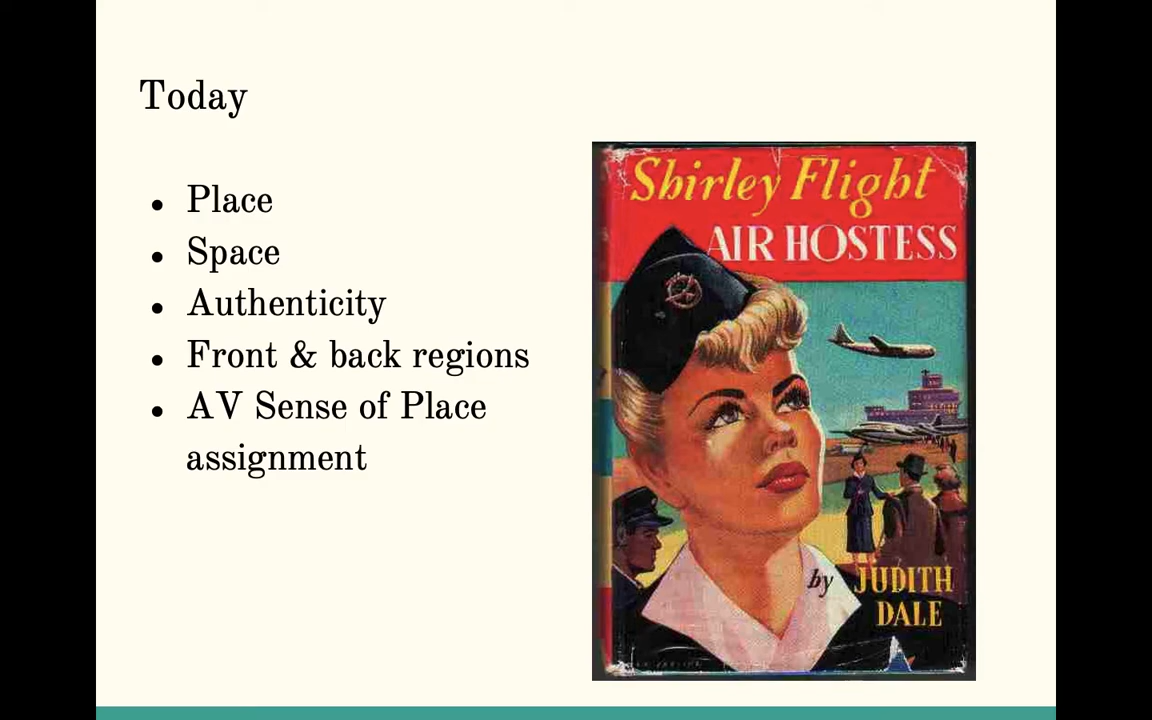 Today
• Place
• Space
• Authenticity
• Front & back regions
• AV Sense of Place
assignment
Shirley Flight
AIR HOSTESS
by JUDITH
DALE